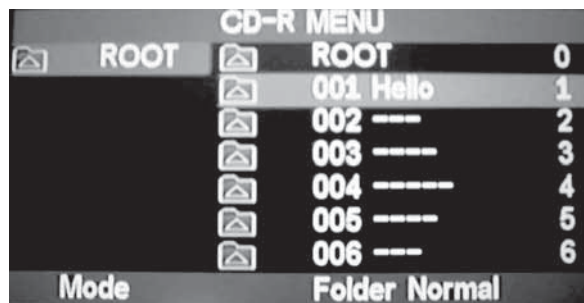 CD-R MENU
ROOT ROOT 0
001 Hello 1
002 --- 2
003 ---- 3
004 ----- 4
005 ---- 5
006 --- 6
Mode Folder Normal